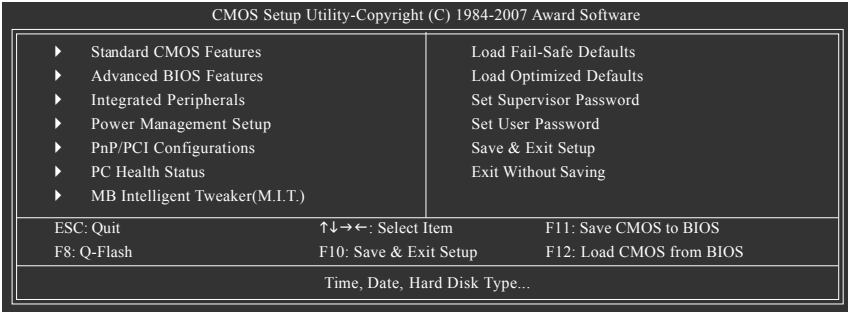 CMOS Setup Utility-Copyright (C) 1984-2007 Award Software
Standard CMOS Features
Advanced BIOS Features
Integrated Peripherals
Power Management Setup
PnP/PCI Configurations
PC Health Status
MB Intelligent Tweaker(M.I.T.)
Load Fail-Safe Defaults
Load Optimized Defaults
Set Supervisor Password
Set User Password
Save & Exit Setup
Exit Without Saving
ESC: Quit ↑↓→←: Select Item F11: Save CMOS to BIOS
F8: Q-Flash F10: Save & Exit Setup F12: Load CMOS from BIOS
Time, Date, Hard Disk Type...